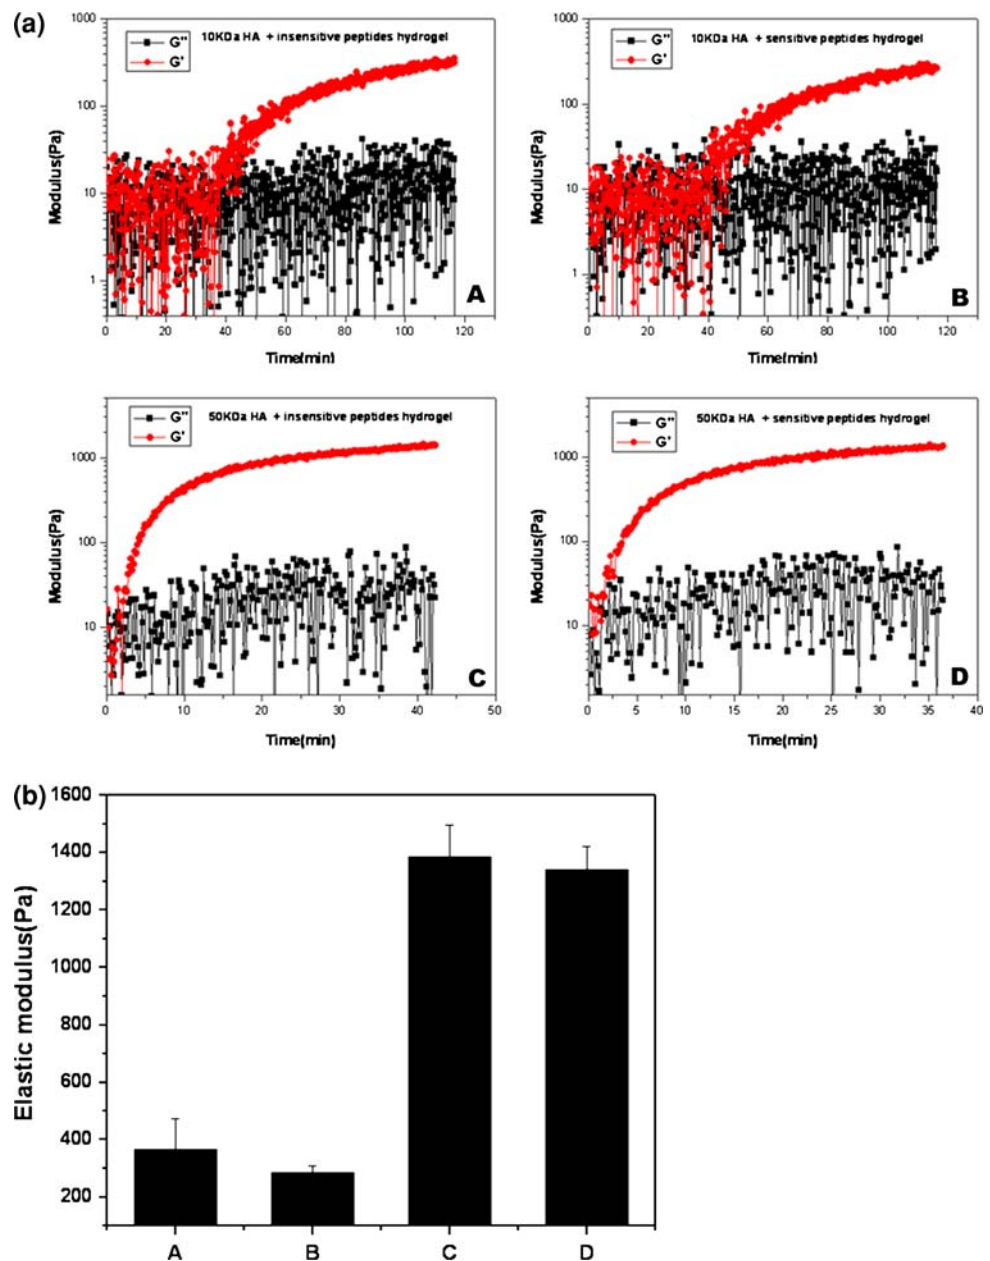 (a)
1000
100
10
1
Modulus(Pa)
G''
G'
10KDa HA + insensitive peptides hydrogel
A
0 20 40 60 80 100 120
Time(min)
1000
100
10
1
Modulus(Pa)
G''
G'
10KDa HA + sensitive peptides hydrogel
B
0 20 40 60 80 100 120
Time(min)
1000
100
10
Modulus(Pa)
G''
G'
50KDa HA + insensitive peptides hydrogel
C
0 10 20 30 40 50
Time(min)
1000
100
10
Modulus(Pa)
G''
G'
50KDa HA + sensitive peptides hydrogel
D
0 5 10 15 20 25 30 35 40
Time(min)
(b)
1600
1400
1200
1000
800
600
400
200
Elastic modulus(Pa)
A B C D